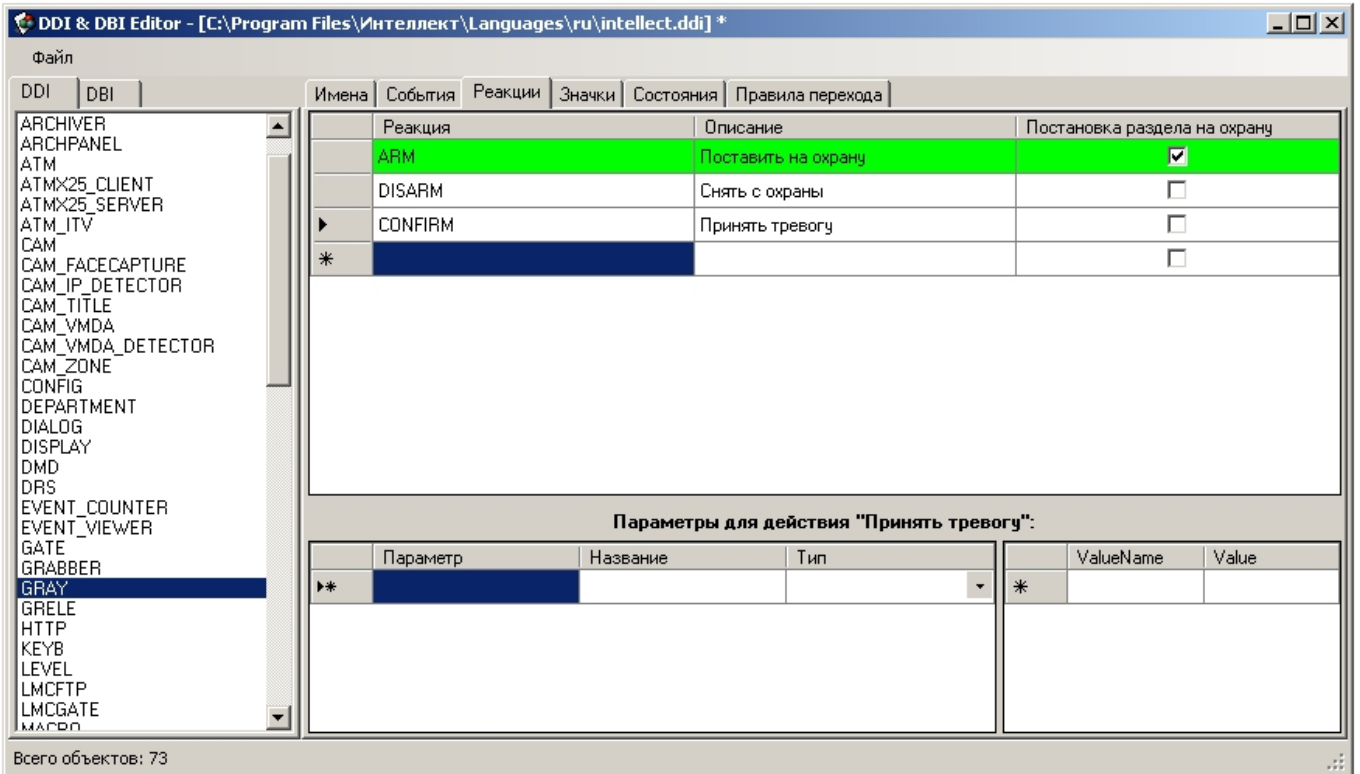 DDI & DBI Editor - [C:\Program Files\Интеллект\Languages\ru\intellect.ddi] *
Файл
DDI DBI
Имена События Реакции Значки Состояния Правила перехода
ARCHIVER
ARCHPANEL
ATM
ATMX25_CLIENT
ATMX25_SERVER
ATM_ITV
CAM
CAM_FACECAPTURE
CAM_IP_DETECTOR
CAM_TITLE
CAM_VMDA
CAM_VMDA_DETECTOR
CAM_ZONE
CONFIG
DEPARTMENT
DIALOG
DISPLAY
DMD
DRS
EVENT_COUNTER
EVENT_VIEWER
GATE
GRABBER
GRAY
GRELE
HTTP
KEYB
LEVEL
LMCFTP
LMCGATE
MACRO
Реакция Описание Постановка раздела на охрану
ARM Поставить на охрану
DISARM Снять с охраны
CONFIRM Принять тревогу
Параметры для действия "Принять тревогу":
Параметр Название Тип
ValueName Value
Всего объектов: 73